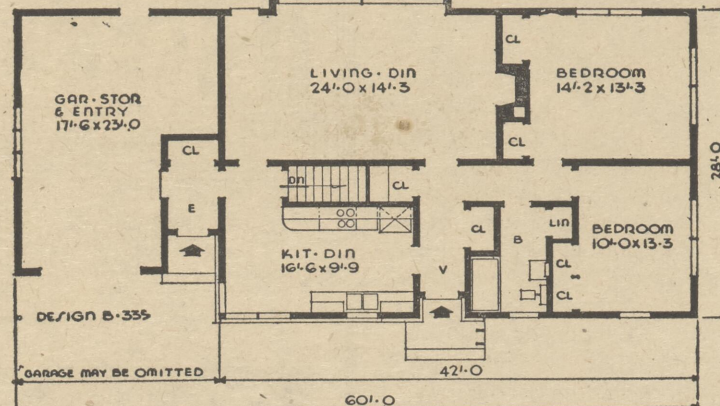 CL
LIVING·DIN
24'·0 x 14'·3
BEDROOM
14'·2 x 13'·3
GAR·STOR
& ENTRY
17'·6 x 23'·0
CL
CL
28'·0
DN
CL
E
CL
B
LIN
BEDROOM
10'·0 x 13·3
KIT·DIN
16'·6 x 9'·9
V
CL
CL
DESIGN B·335
GARAGE MAY BE OMITTED
42'·0
60'·0